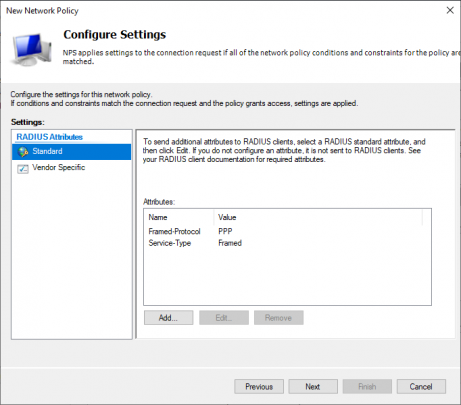 New Network Policy
Configure Settings
NPS applies settings to the connection request if all of the network policy conditions and constraints for the policy are
matched.
Configure the settings for this network policy.
If conditions and constraints match the connection request and the policy grants access, settings are applied.
Settings:
RADIUS Attributes
Standard
Vendor Specific
To send additional attributes to RADIUS clients, select a RADIUS standard attribute, and
then click Edit. If you do not configure an attribute, it is not sent to RADIUS clients. See
your RADIUS client documentation for required attributes.
Attributes:
Name Value
Framed-Protocol PPP
Service-Type Framed
Add... Edit... Remove
Previous Next Finish Cancel